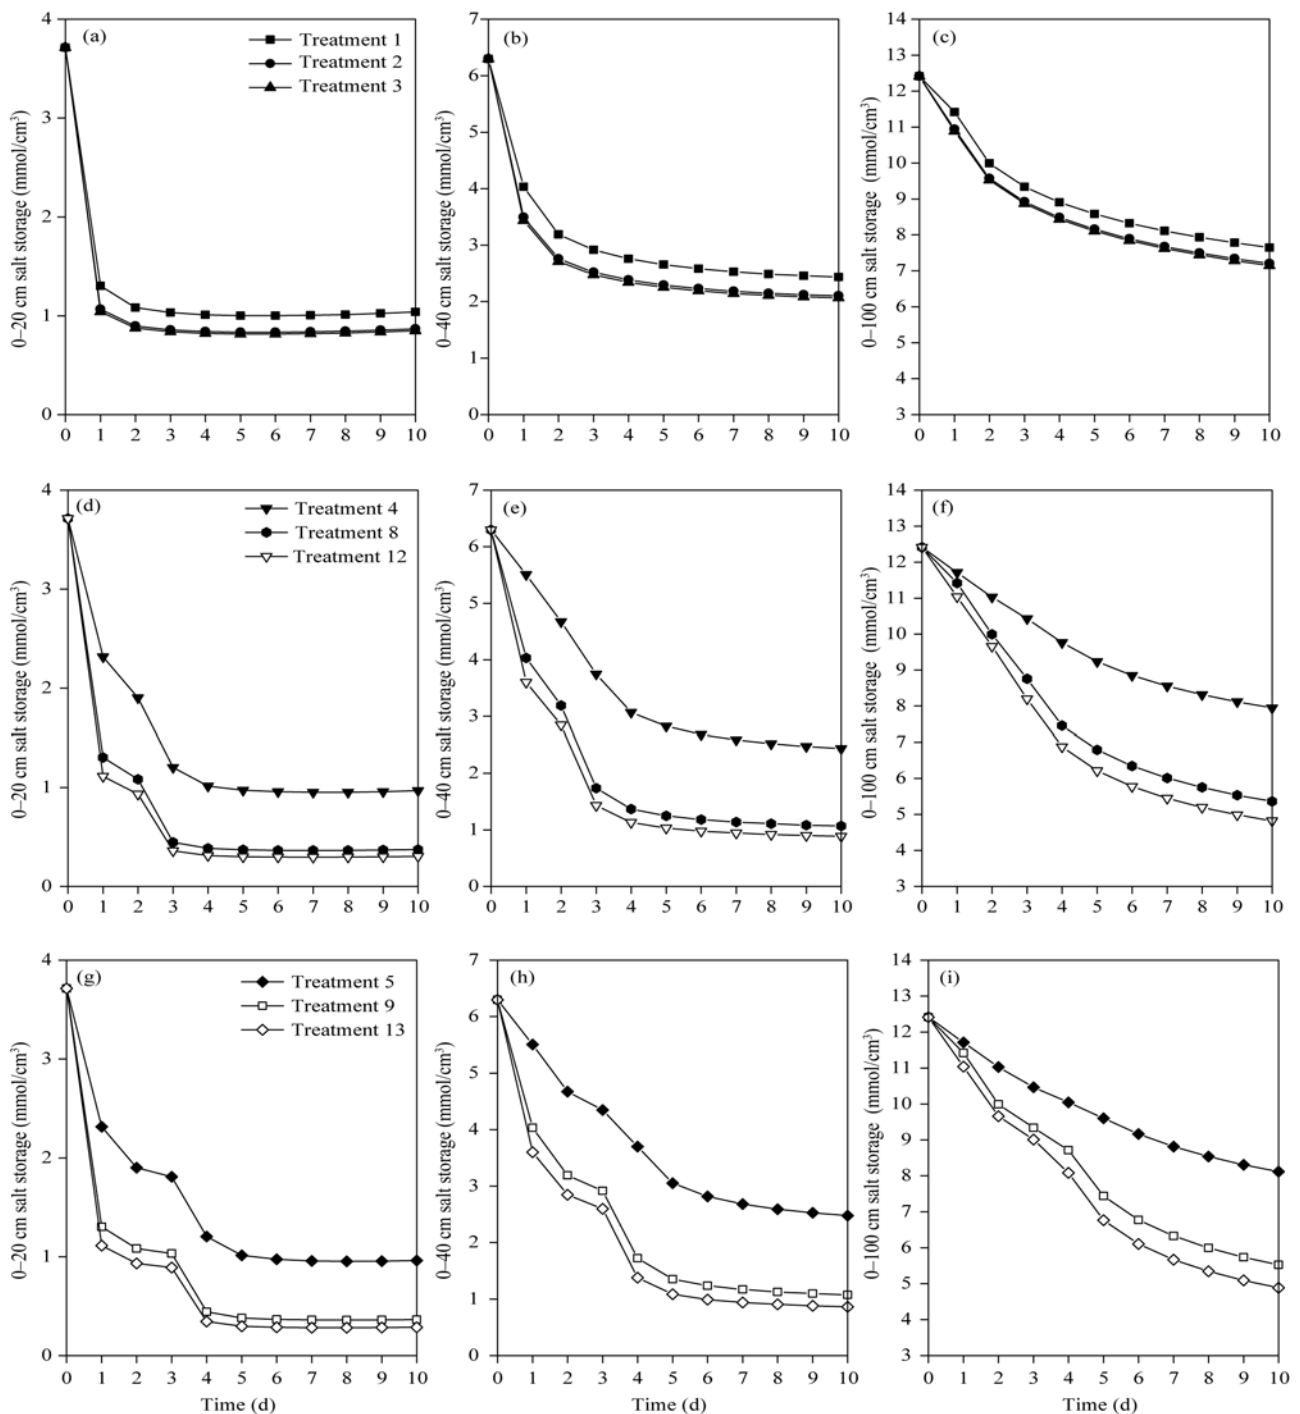 (a)
Treatment 1
Treatment 2
Treatment 3
0–20 cm salt storage (mmol/cm³)
4
3
2
1
0
0 1 2 3 4 5 6 7 8 9 10
(b)
0–40 cm salt storage (mmol/cm³)
7
6
5
4
3
2
1
0
0 1 2 3 4 5 6 7 8 9 10
(c)
0–100 cm salt storage (mmol/cm³)
14
13
12
11
10
9
8
7
6
5
4
3
0 1 2 3 4 5 6 7 8 9 10
(d)
Treatment 4
Treatment 8
Treatment 12
0–20 cm salt storage (mmol/cm³)
4
3
2
1
0
0 1 2 3 4 5 6 7 8 9 10
(e)
0–40 cm salt storage (mmol/cm³)
7
6
5
4
3
2
1
0
0 1 2 3 4 5 6 7 8 9 10
(f)
0–100 cm salt storage (mmol/cm³)
14
13
12
11
10
9
8
7
6
5
4
3
0 1 2 3 4 5 6 7 8 9 10
(g)
Treatment 5
Treatment 9
Treatment 13
0–20 cm salt storage (mmol/cm³)
4
3
2
1
0
0 1 2 3 4 5 6 7 8 9 10
Time (d)
(h)
0–40 cm salt storage (mmol/cm³)
7
6
5
4
3
2
1
0
0 1 2 3 4 5 6 7 8 9 10
Time (d)
(i)
0–100 cm salt storage (mmol/cm³)
14
13
12
11
10
9
8
7
6
5
4
3
0 1 2 3 4 5 6 7 8 9 10
Time (d)